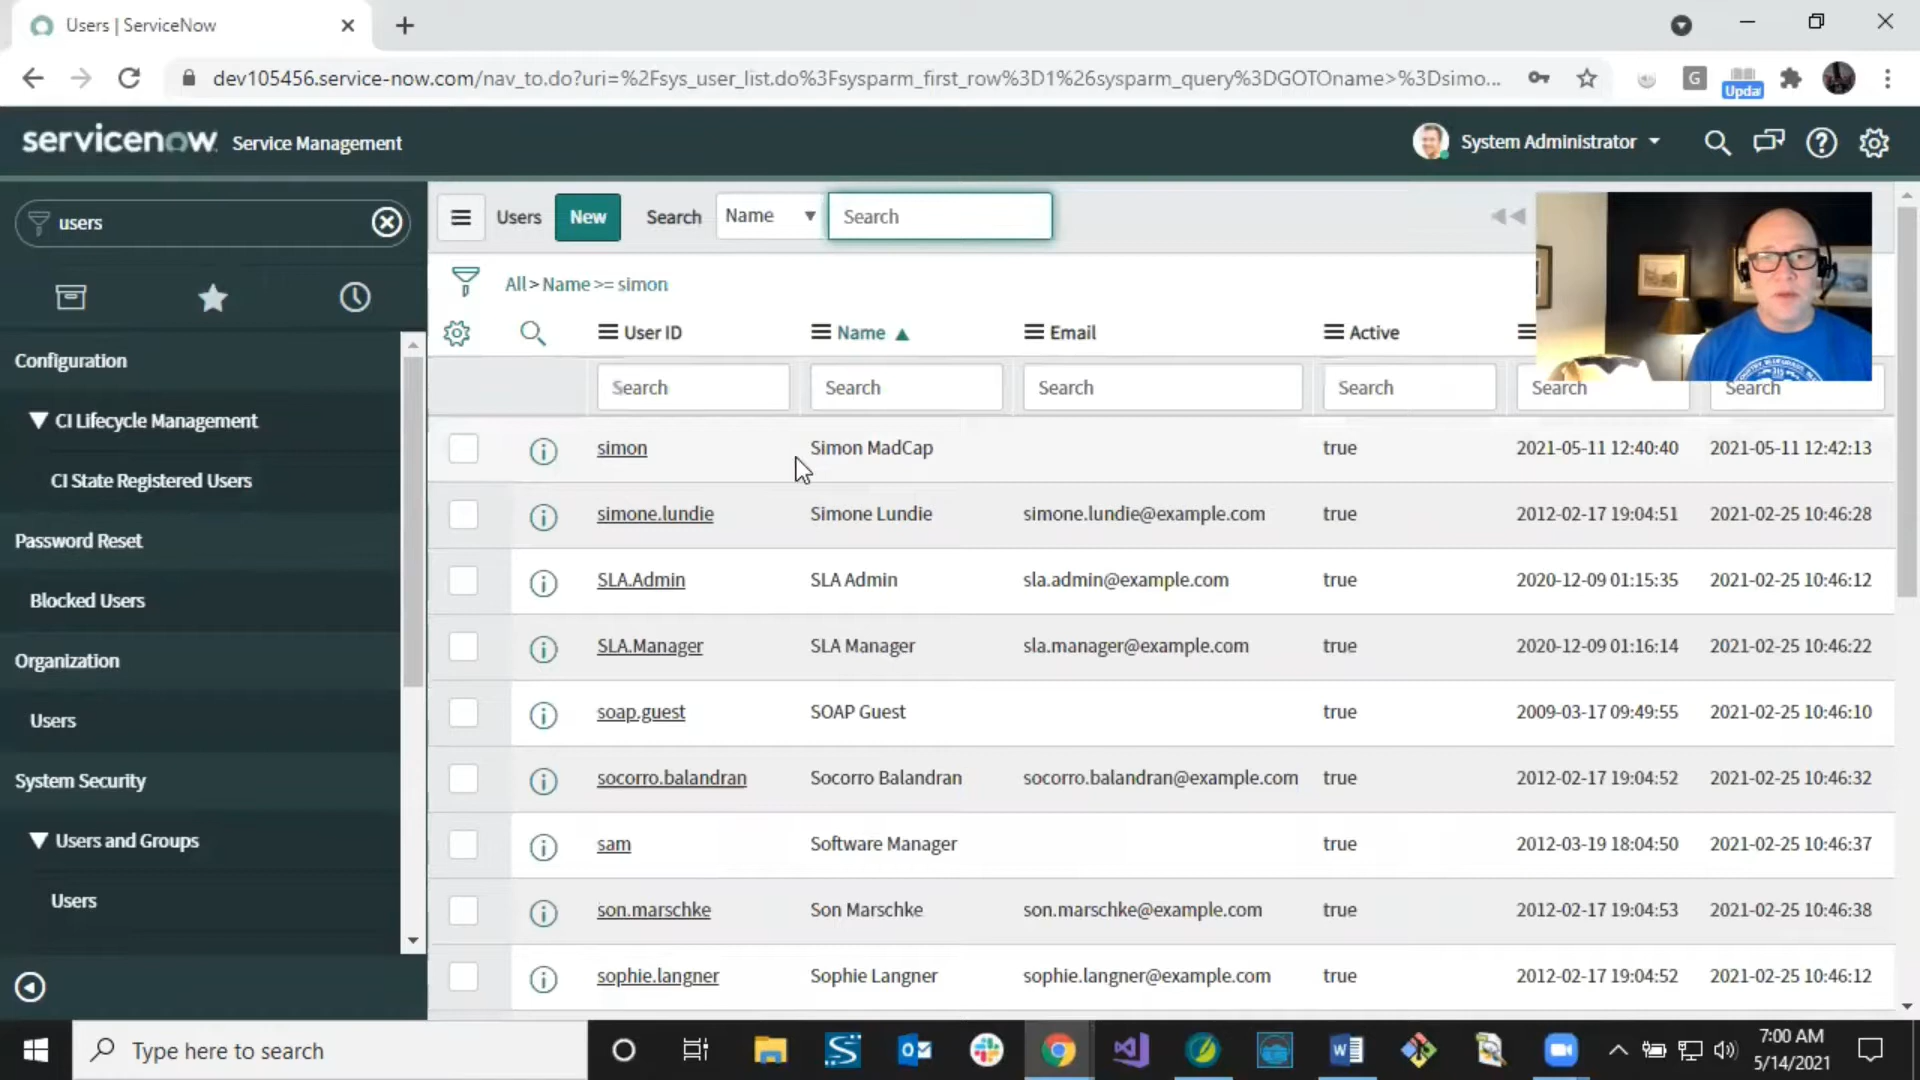 Users | ServiceNow
dev105456.service-now.com/nav_to.do?uri=%2Fsys_user_list.do%3Fsysparm_first_row%3D1%26sysparm_query%3DGOTOname>%3Dsimo...
G
Updat
servicenow Service Management
System Administrator
users
Users New Search Name Search
All > Name >= simon
User ID Name Email Active
Search Search Search Search Search Search
Configuration
CI Lifecycle Management
CI State Registered Users
Password Reset
Blocked Users
Organization
Users
System Security
Users and Groups
Users
simon Simon MadCap true 2021-05-11 12:40:40 2021-05-11 12:42:13
simone.lundie Simone Lundie simone.lundie@example.com true 2012-02-17 19:04:51 2021-02-25 10:46:28
SLA.Admin SLA Admin sla.admin@example.com true 2020-12-09 01:15:35 2021-02-25 10:46:12
SLA.Manager SLA Manager sla.manager@example.com true 2020-12-09 01:16:14 2021-02-25 10:46:22
soap.guest SOAP Guest true 2009-03-17 09:49:55 2021-02-25 10:46:10
socorro.balandran Socorro Balandran socorro.balandran@example.com true 2012-02-17 19:04:52 2021-02-25 10:46:32
sam Software Manager true 2012-03-19 18:04:50 2021-02-25 10:46:37
son.marschke Son Marschke son.marschke@example.com true 2012-02-17 19:04:53 2021-02-25 10:46:38
sophie.langner Sophie Langner sophie.langner@example.com true 2012-02-17 19:04:52 2021-02-25 10:46:12
Type here to search
7:00 AM
5/14/2021